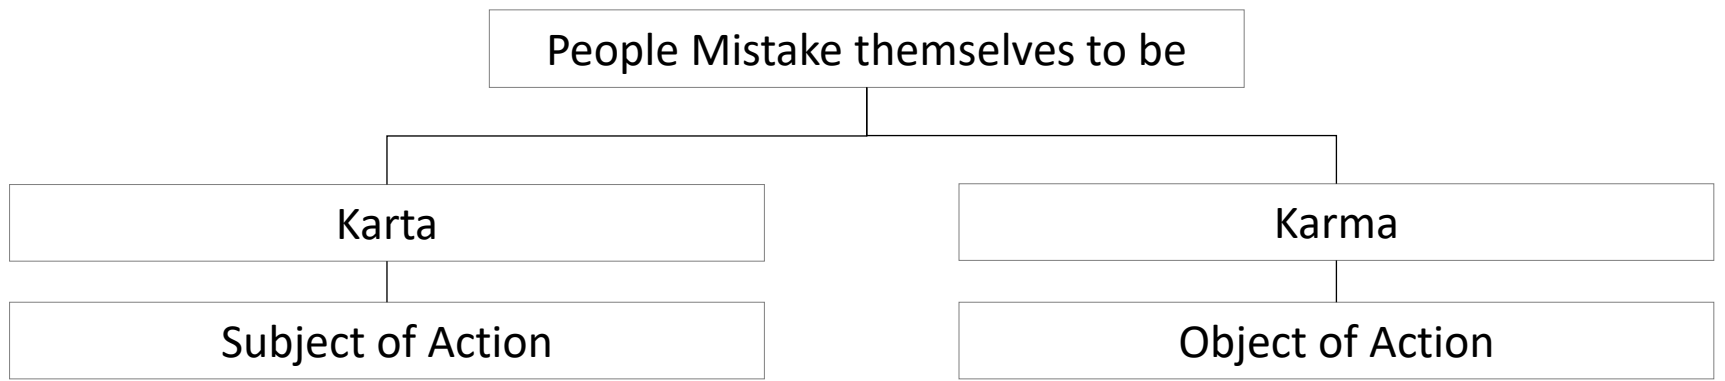 People Mistake themselves to be
Karta
Karma
Subject of Action
Object of Action